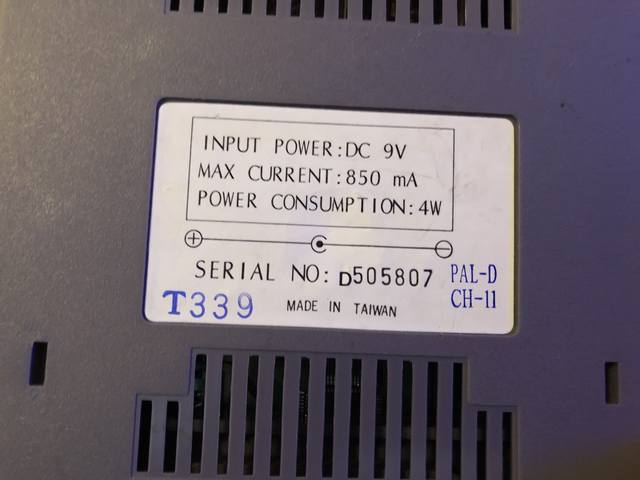 INPUT POWER:DC 9V
MAX CURRENT:850 mA
POWER CONSUMPTION:4W
SERIAL NO: D505807
PAL-D
CH-11
T339
MADE IN TAIWAN